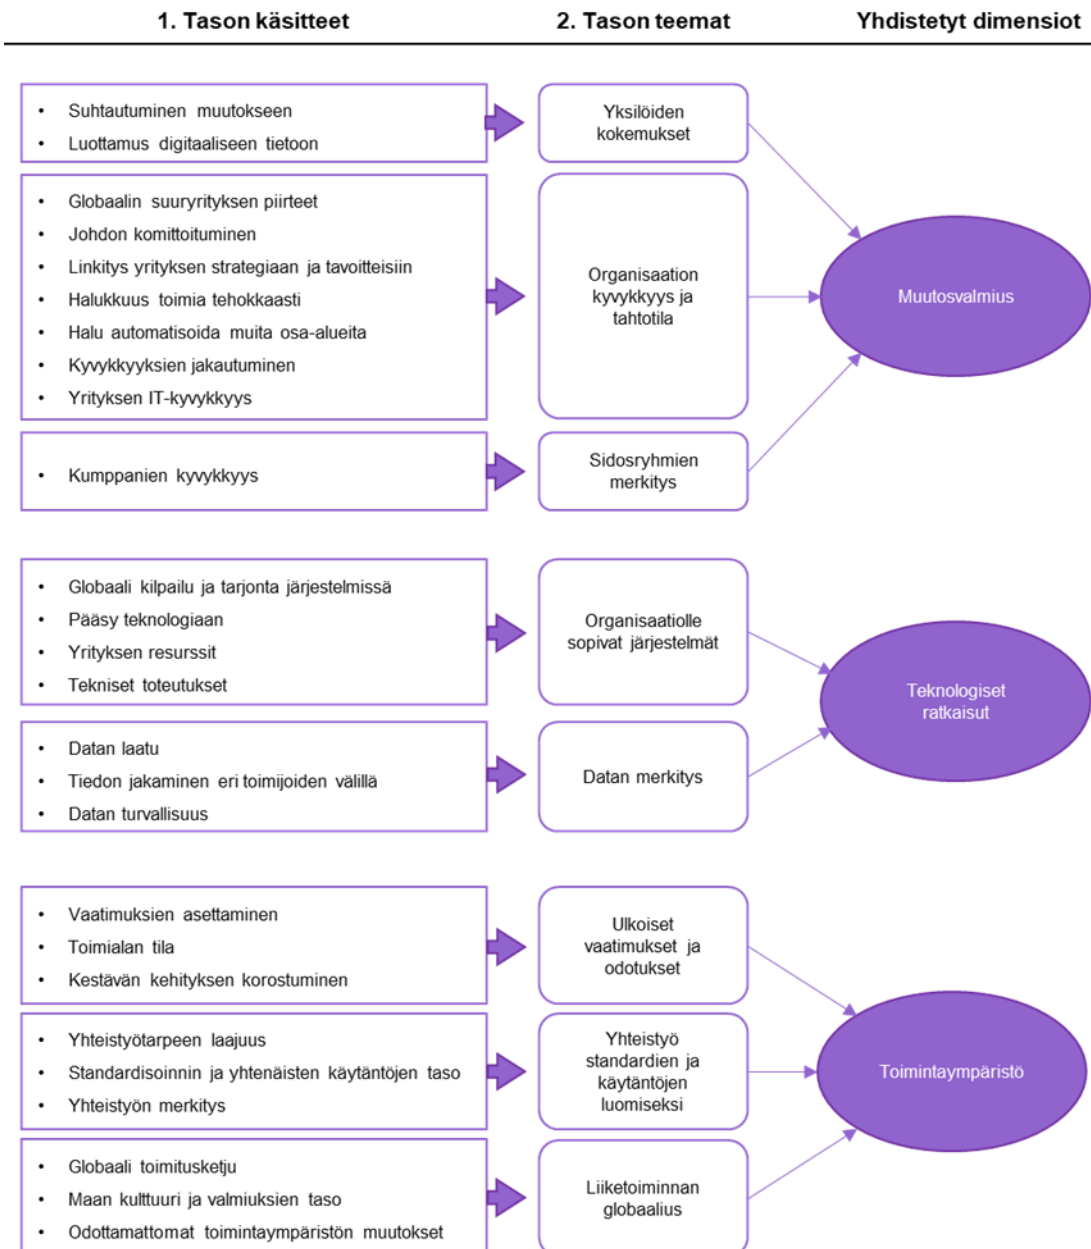 1. Tason käsitteet
2. Tason teemat
Yhdistetyt dimensiot
• Suhtautuminen muutokseen
• Luottamus digitaaliseen tietoon
Yksilöiden
kokemukset
• Globaalin suuryrityksen piirteet
• Johdon komittoituminen
• Linkitys yrityksen strategiaan ja tavoitteisiin
• Halukkuus toimia tehokkaasti
• Halu automatisoida muita osa-alueita
• Kyvykkyyksien jakautuminen
• Yrityksen IT-kyvykkyys
Organisaation
kyvykkyys ja
tahtotila
Muutosvalmius
• Kumppanien kyvykkyys
Sidosryhmien
merkitys
• Globaali kilpailu ja tarjonta järjestelmissä
• Pääsy teknologiaan
• Yrityksen resurssit
• Tekniset toteutukset
Organisaatiolle
sopivat järjestelmät
Teknologiset
ratkaisut
• Datan laatu
• Tiedon jakaminen eri toimijoiden välillä
• Datan turvallisuus
Datan merkitys
• Vaatimuksien asettaminen
• Toimialan tila
• Kestävän kehityksen korostuminen
Ulkoiset
vaatimukset ja
odotukset
• Yhteistyötarpeen laajuus
• Standardisoinnin ja yhtenäisten käytäntöjen taso
• Yhteistyön merkitys
Yhteistyö
standardien ja
käytäntöjen
luomiseksi
Toimintaympäristö
• Globaali toimitusketju
• Maan kulttuuri ja valmiuksien taso
• Odottamattomat toimintaympäristön muutokset
Liiketoiminnan
globaalius